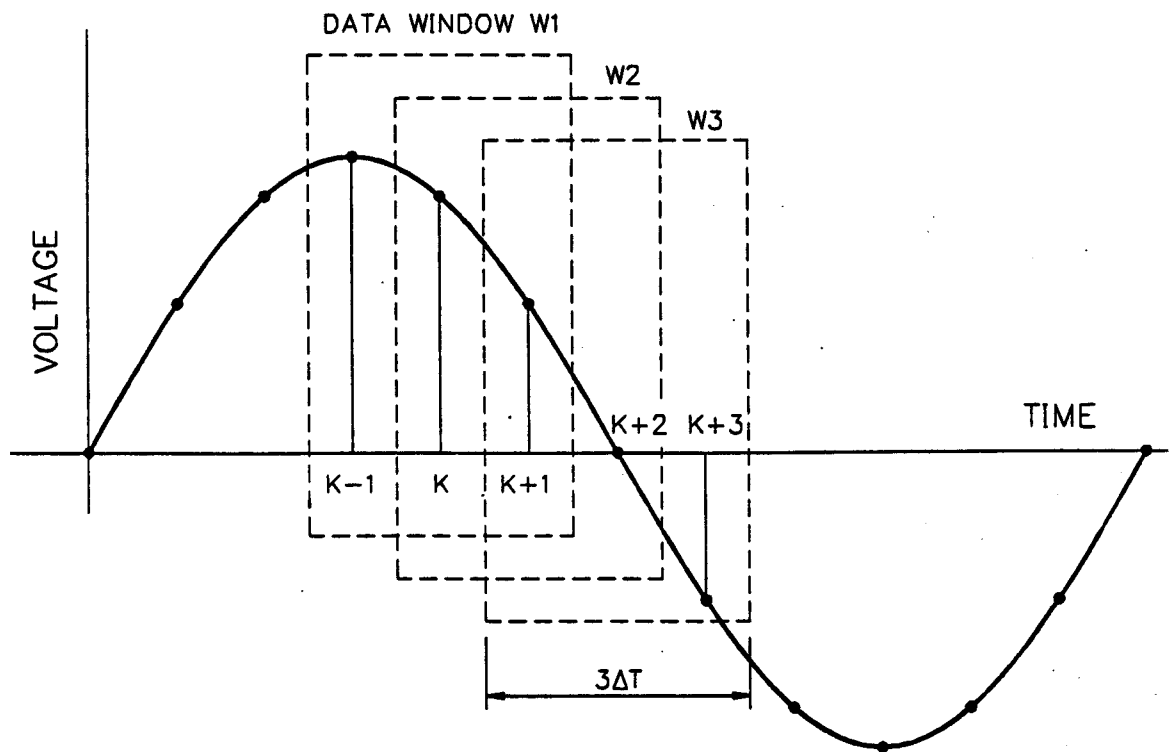 DATA WINDOW W1
W2
W3
VOLTAGE
TIME
K+2 K+3
K-1 K K+1
3ΔT